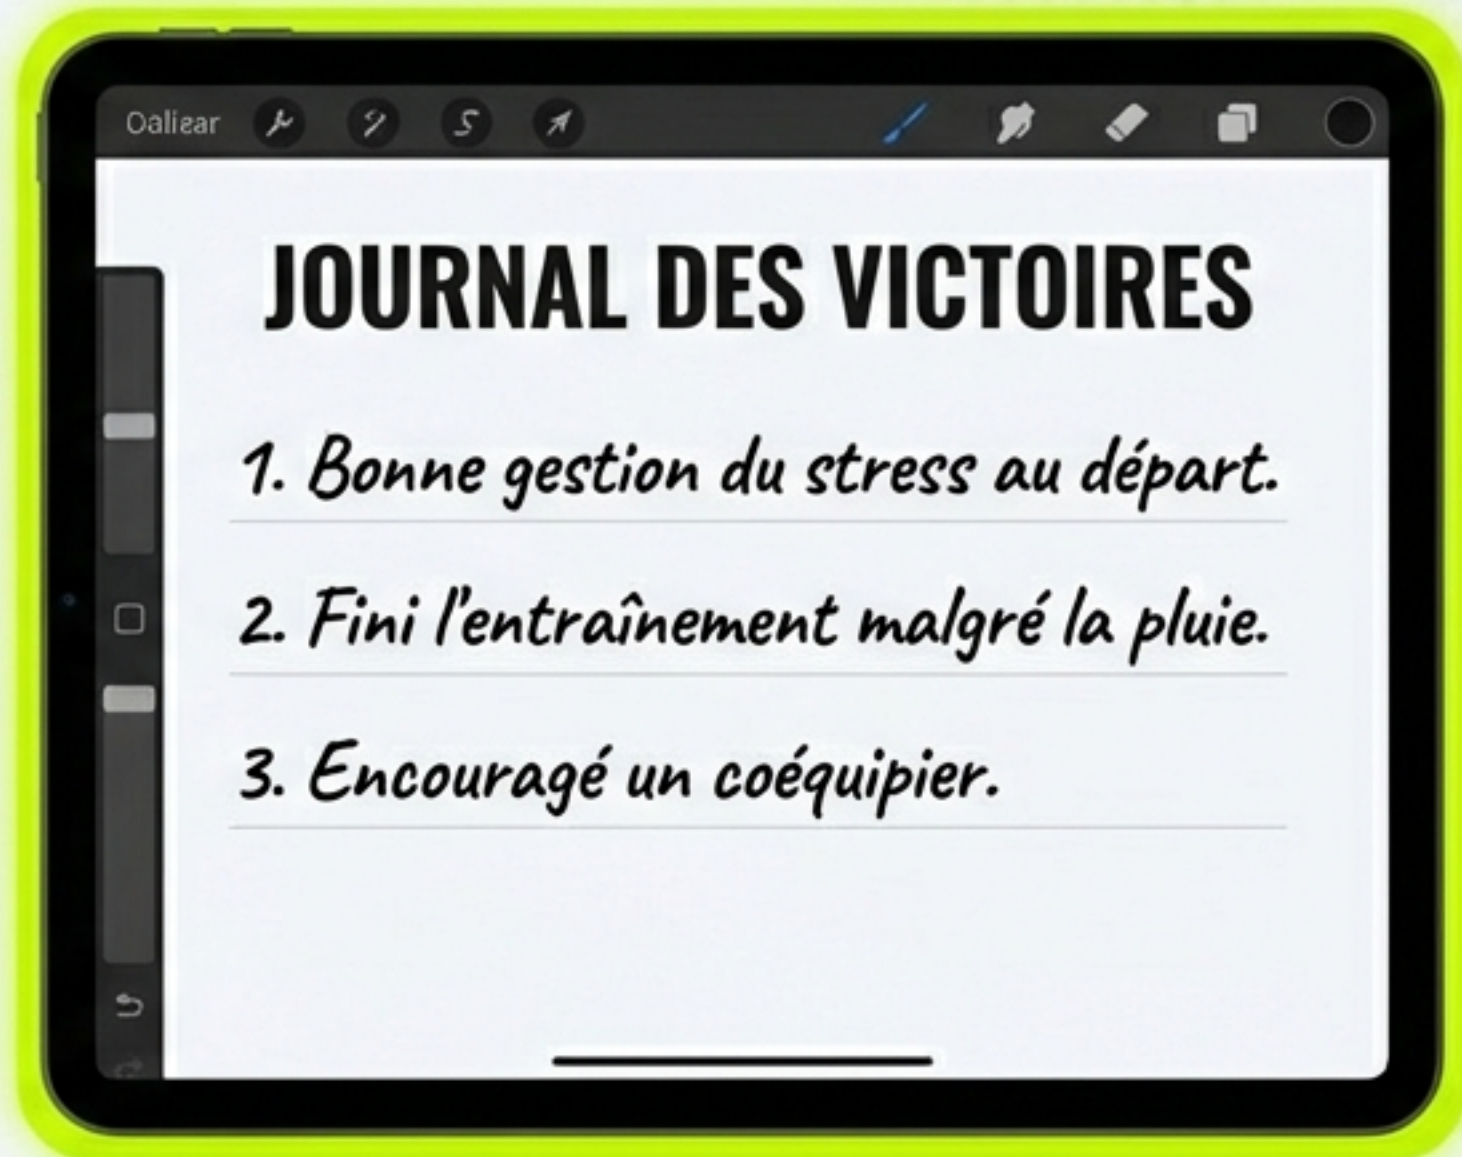 Oaliear
JOURNAL DES VICTOIRES
1. Bonne gestion du stress au départ.
2. Fini l'entraînement malgré la pluie.
3. Encouragé un coéquipier.